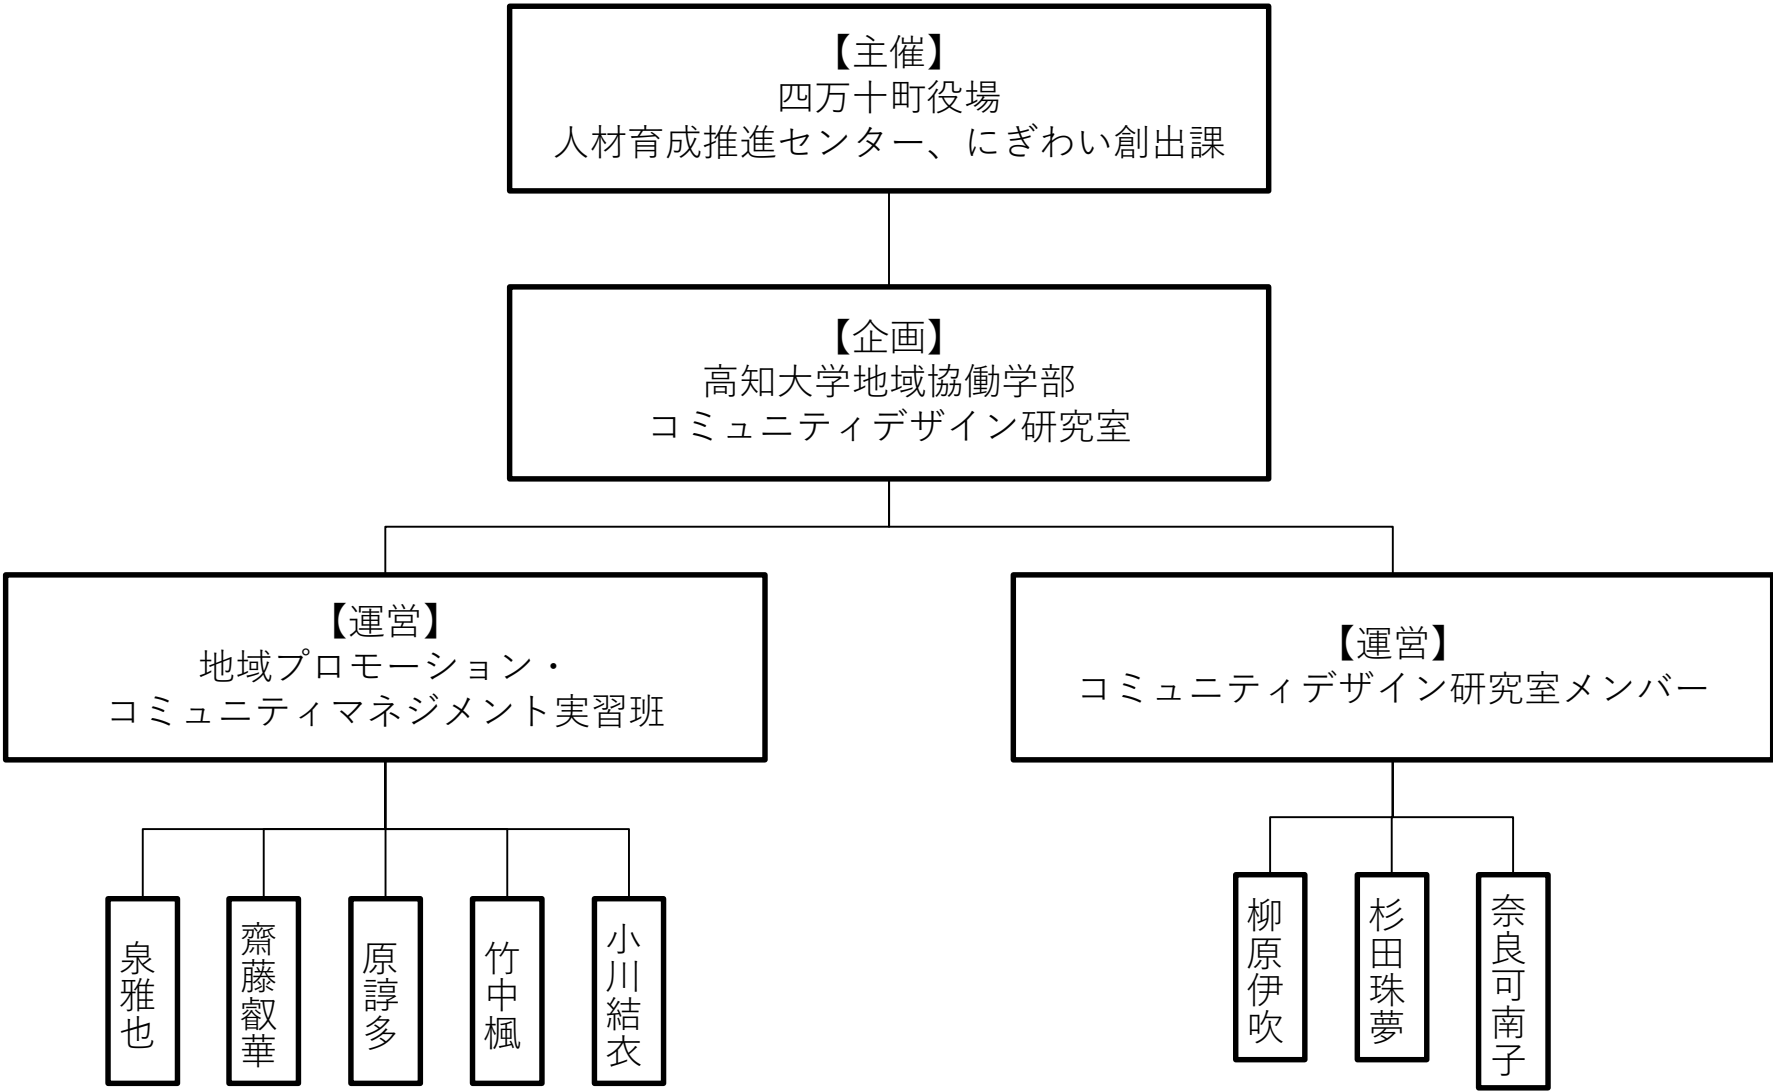 【主催】
四万十町役場
人材育成推進センター、にぎわい創出課
【企画】
高知大学地域協働学部
コミュニティデザイン研究室
【運営】
地域プロモーション・
コミュニティマネジメント実習班
【運営】
コミュニティデザイン研究室メンバー
泉雅也
齋藤叡華
原諄多
竹中楓
小川結衣
柳原伊吹
杉田珠夢
奈良可南子